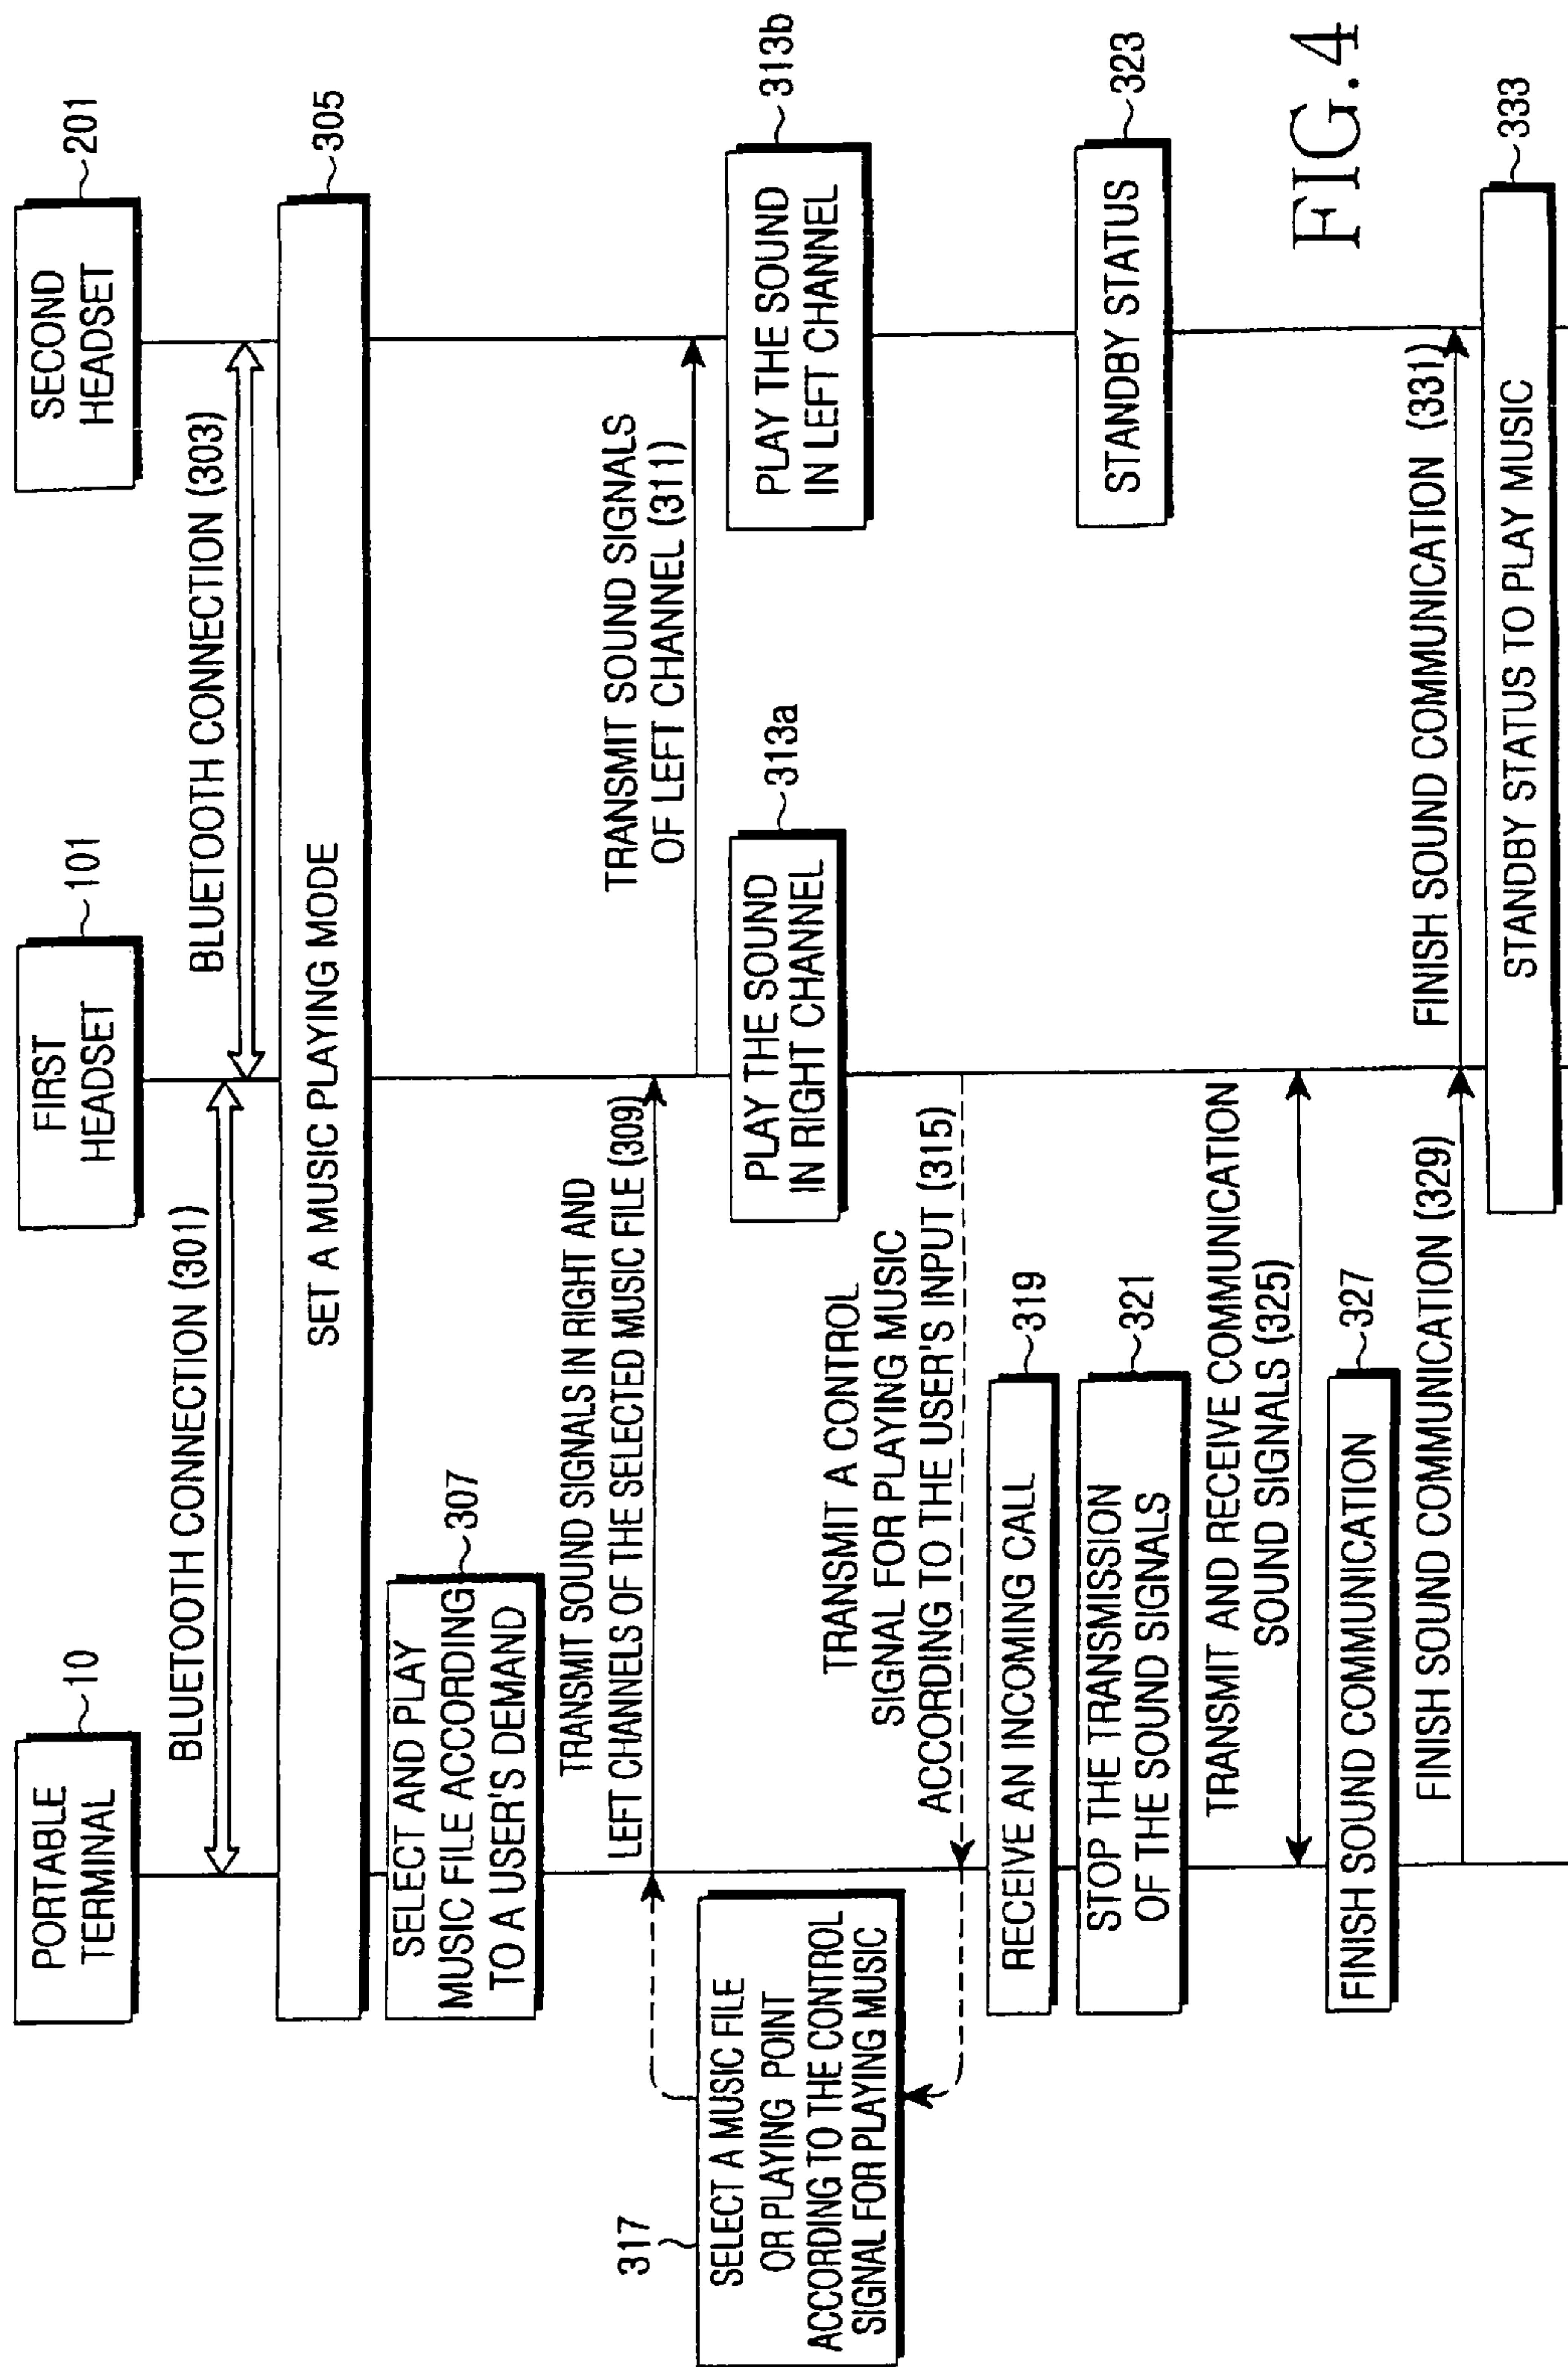 PORTABLE
TERMINAL
10
FIRST
HEADSET
101
SECOND
HEADSET
201
BLUETOOTH CONNECTION (301)
BLUETOOTH CONNECTION (303)
SET A MUSIC PLAYING MODE
305
SELECT AND PLAY
MUSIC FILE ACCORDING
TO A USER'S DEMAND
307
TRANSMIT SOUND SIGNALS IN RIGHT AND
LEFT CHANNELS OF THE SELECTED MUSIC FILE (309)
TRANSMIT SOUND SIGNALS
OF LEFT CHANNEL (311)
317
SELECT A MUSIC FILE
OR PLAYING POINT
ACCORDING TO THE CONTROL
SIGNAL FOR PLAYING MUSIC
PLAY THE SOUND
IN RIGHT CHANNEL
313a
PLAY THE SOUND
IN LEFT CHANNEL
313b
TRANSMIT A CONTROL
SIGNAL FOR PLAYING MUSIC
ACCORDING TO THE USER'S INPUT (315)
RECEIVE AN INCOMING CALL
319
STOP THE TRANSMISSION
OF THE SOUND SIGNALS
321
STANDBY STATUS
323
TRANSMIT AND RECEIVE COMMUNICATION
SOUND SIGNALS (325)
FINISH SOUND COMMUNICATION
327
FINISH SOUND COMMUNICATION (329)
FINISH SOUND COMMUNICATION (331)
STANDBY STATUS TO PLAY MUSIC
333
FIG.4